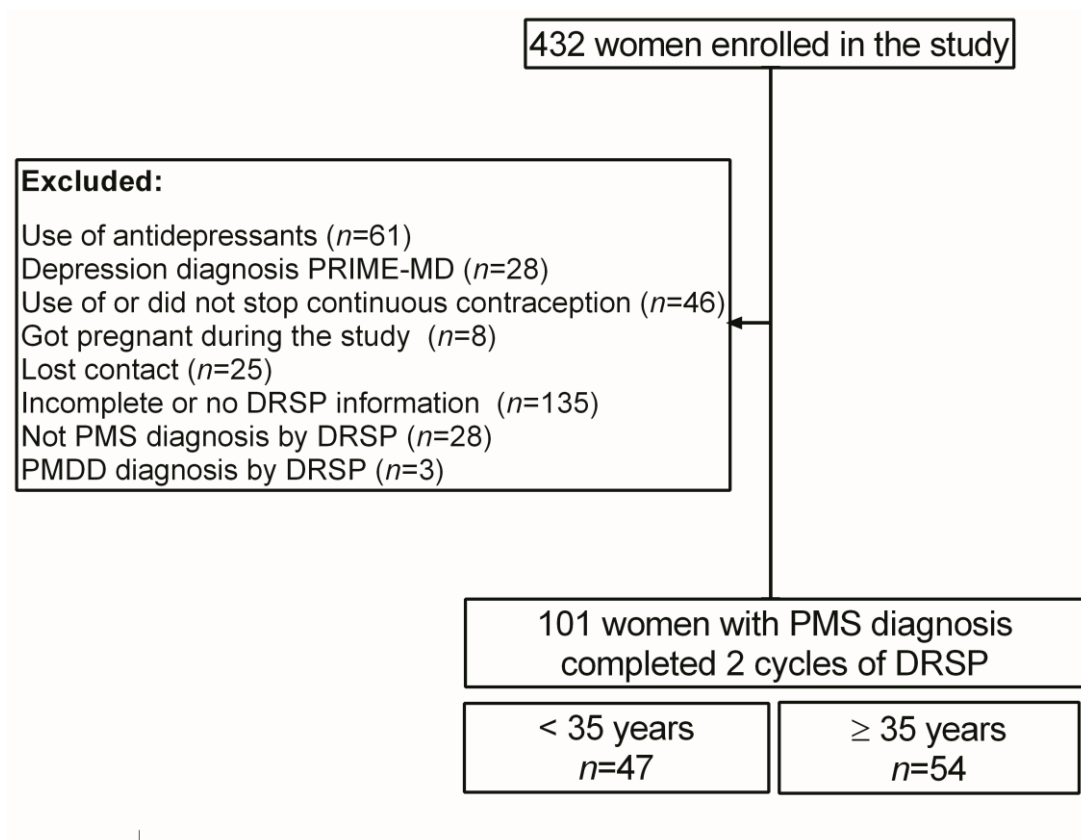 432 women enrolled in the study
Excluded:
Use of antidepressants (n=61)
Depression diagnosis PRIME-MD (n=28)
Use of or did not stop continuous contraception (n=46)
Got pregnant during the study (n=8)
Lost contact (n=25)
Incomplete or no DRSP information (n=135)
Not PMS diagnosis by DRSP (n=28)
PMDD diagnosis by DRSP (n=3)
101 women with PMS diagnosis
completed 2 cycles of DRSP
< 35 years
n=47
≥ 35 years
n=54